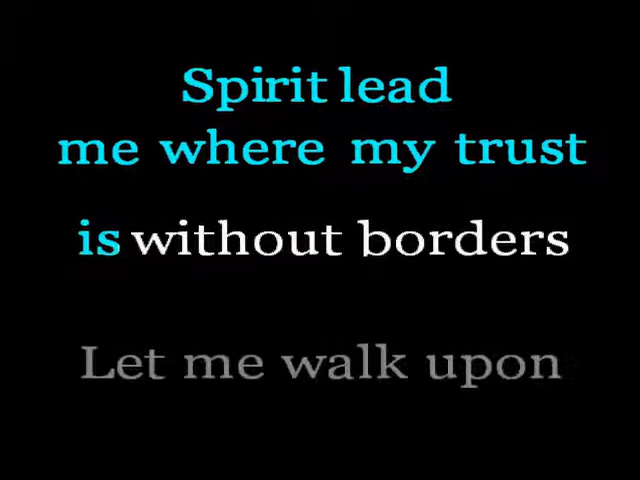 Spirit lead
me where my trust
is without borders
Let me walk upon